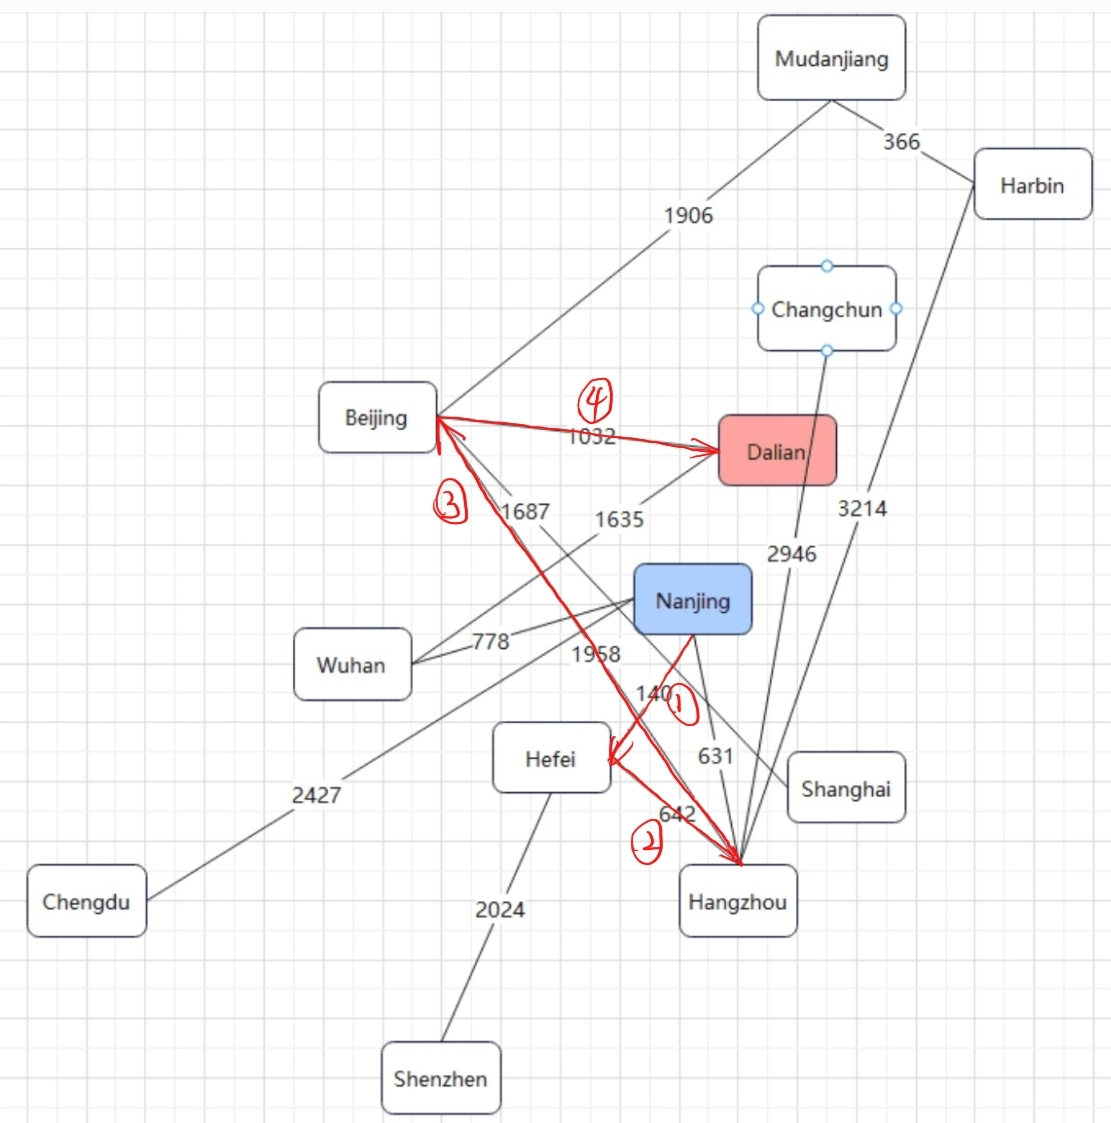 Mudanjiang
366
Harbin
1906
Changchun
④
Beijing
1032
Dalian
③
1687
1635
3214
2946
Nanjing
778
Wuhan
1958
140
①
Hefei
631
Shanghai
2427
642
②
Chengdu
2024
Hangzhou
Shenzhen